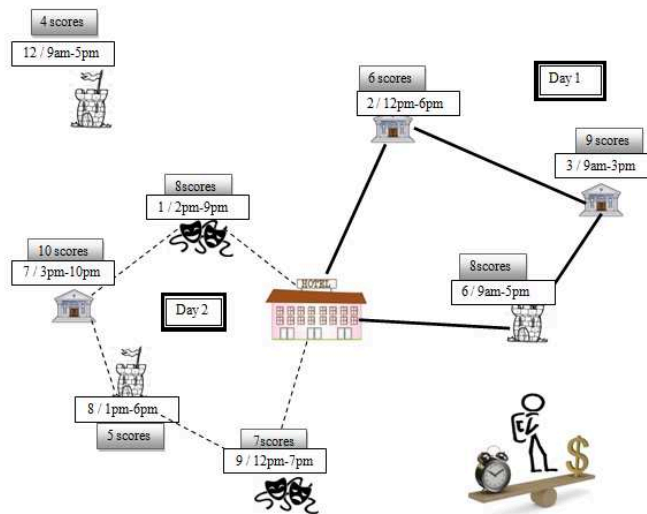 4 scores
12 / 9am-5pm
6 scores
2 / 12pm-6pm
Day 1
9 scores
3 / 9am-3pm
8scores
1 / 2pm-9pm
10 scores
7 / 3pm-10pm
Day 2
HOTEL
8scores
6 / 9am-5pm
8 / 1pm-6pm
5 scores
7scores
9 / 12pm-7pm
$